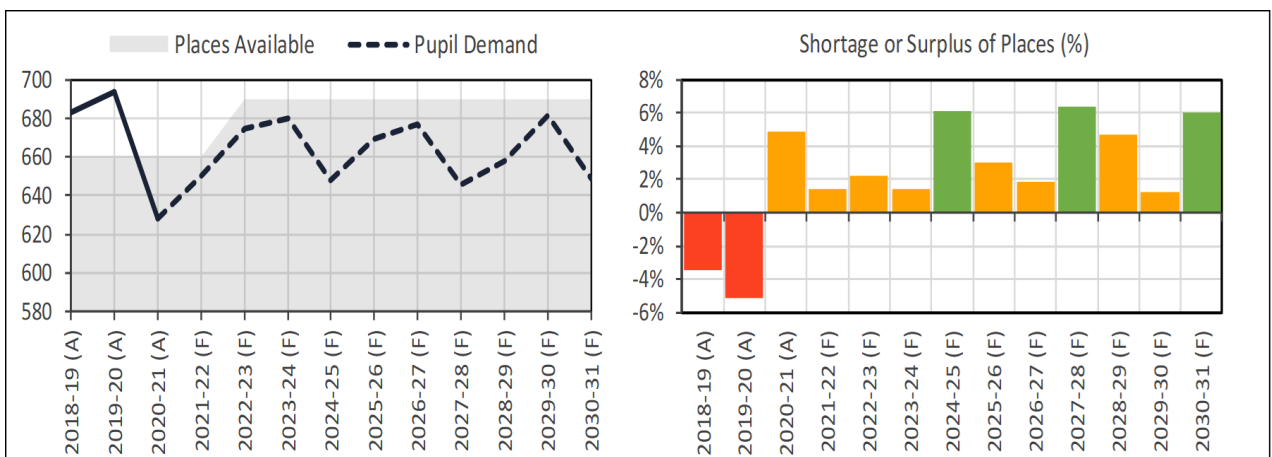 Places Available
Pupil Demand
700
680
660
640
620
600
580
2018-19 (A)
2019-20 (A)
2020-21 (A)
2021-22 (F)
2022-23 (F)
2023-24 (F)
2024-25 (F)
2025-26 (F)
2026-27 (F)
2027-28 (F)
2028-29 (F)
2029-30 (F)
2030-31 (F)
Shortage or Surplus of Places (%)
8%
6%
4%
2%
0%
-2%
-4%
-6%
2018-19 (A)
2019-20 (A)
2020-21 (A)
2021-22 (F)
2022-23 (F)
2023-24 (F)
2024-25 (F)
2025-26 (F)
2026-27 (F)
2027-28 (F)
2028-29 (F)
2029-30 (F)
2030-31 (F)